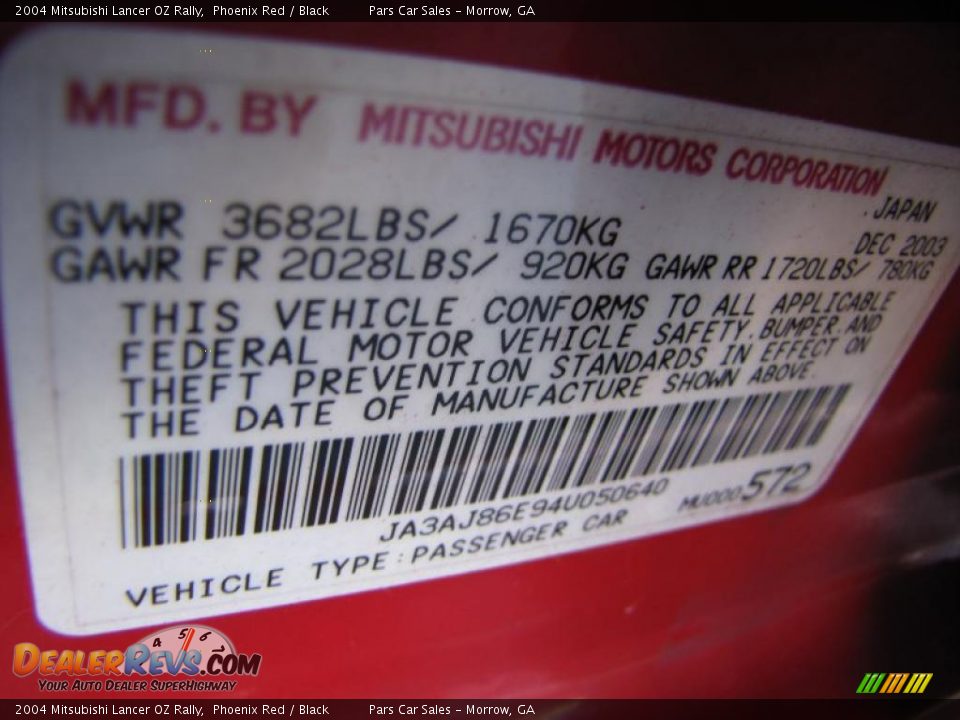 2004 Mitsubishi Lancer OZ Rally, Phoenix Red / Black Pars Car Sales - Morrow, GA
MFD. BY MITSUBISHI MOTORS CORPORATION
JAPAN
GVWR 3682LBS/ 1670KG DEC 2003
GAWR FR 2028LBS/ 920KG GAWR RR 1720LBS/ 780KG
THIS VEHICLE CONFORMS TO ALL APPLICABLE
FEDERAL MOTOR VEHICLE SAFETY, BUMPER, AND
THEFT PREVENTION STANDARDS IN EFFECT ON
THE DATE OF MANUFACTURE SHOWN ABOVE.
JA3AJ86E94U050640 MU000572
VEHICLE TYPE:PASSENGER CAR
4 5 6 7
DEALERREVS.COM
YOUR AUTO DEALER SUPERHIGHWAY
2004 Mitsubishi Lancer OZ Rally, Phoenix Red / Black Pars Car Sales - Morrow, GA